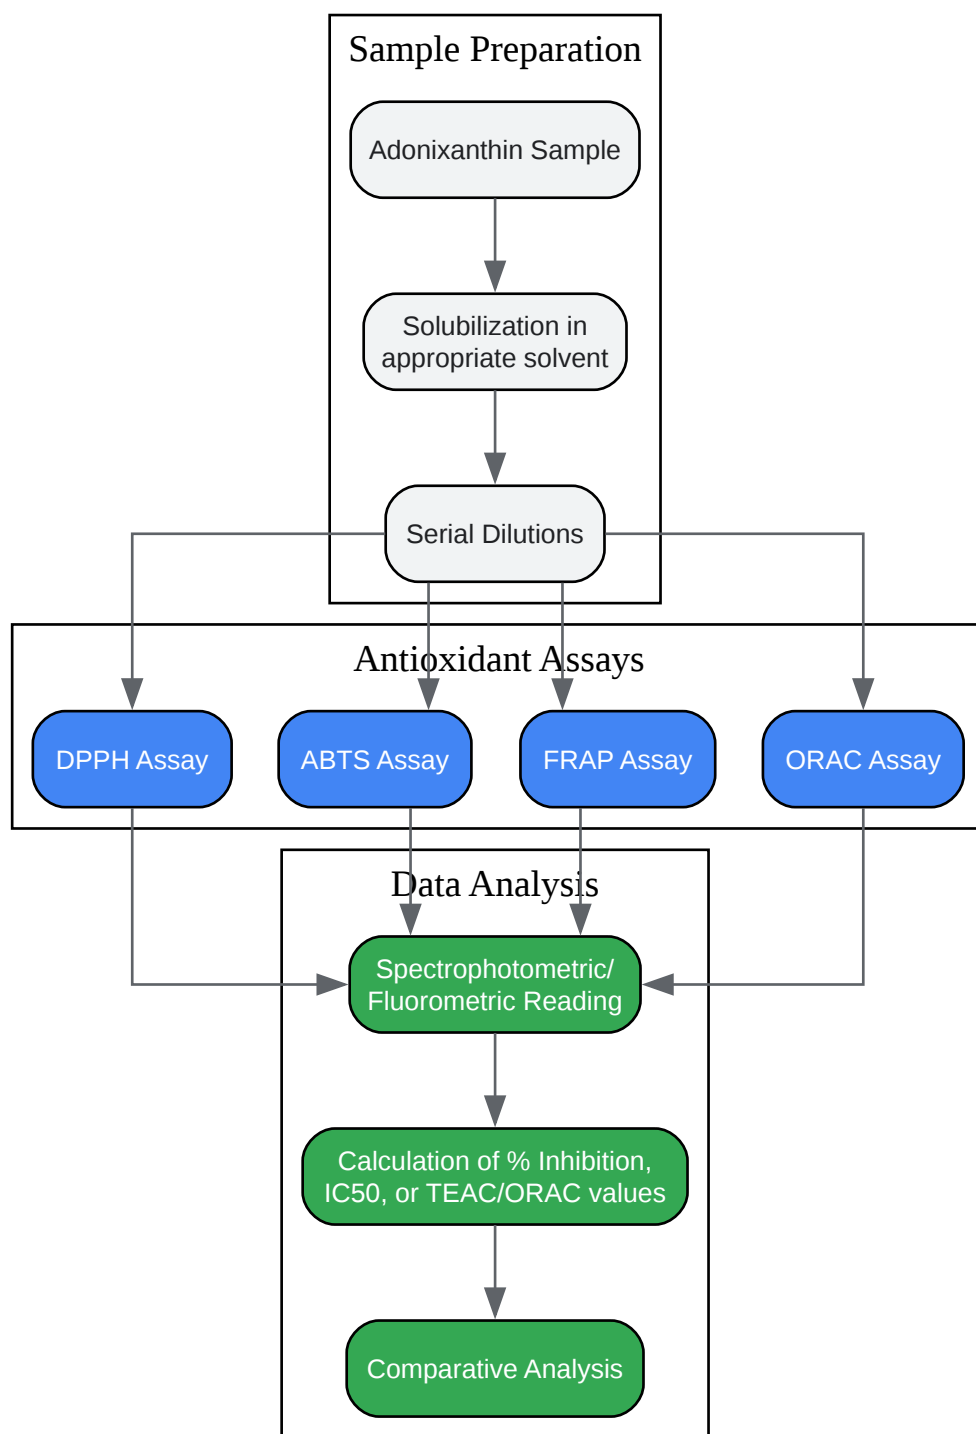 Sample Preparation
Adonixanthin Sample
Solubilization in
appropriate solvent
Serial Dilutions
Antioxidant Assays
DPPH Assay
ABTS Assay
FRAP Assay
ORAC Assay
Data Analysis
Spectrophotometric/
Fluorometric Reading
Calculation of % Inhibition,
IC50, or TEAC/ORAC values
Comparative Analysis